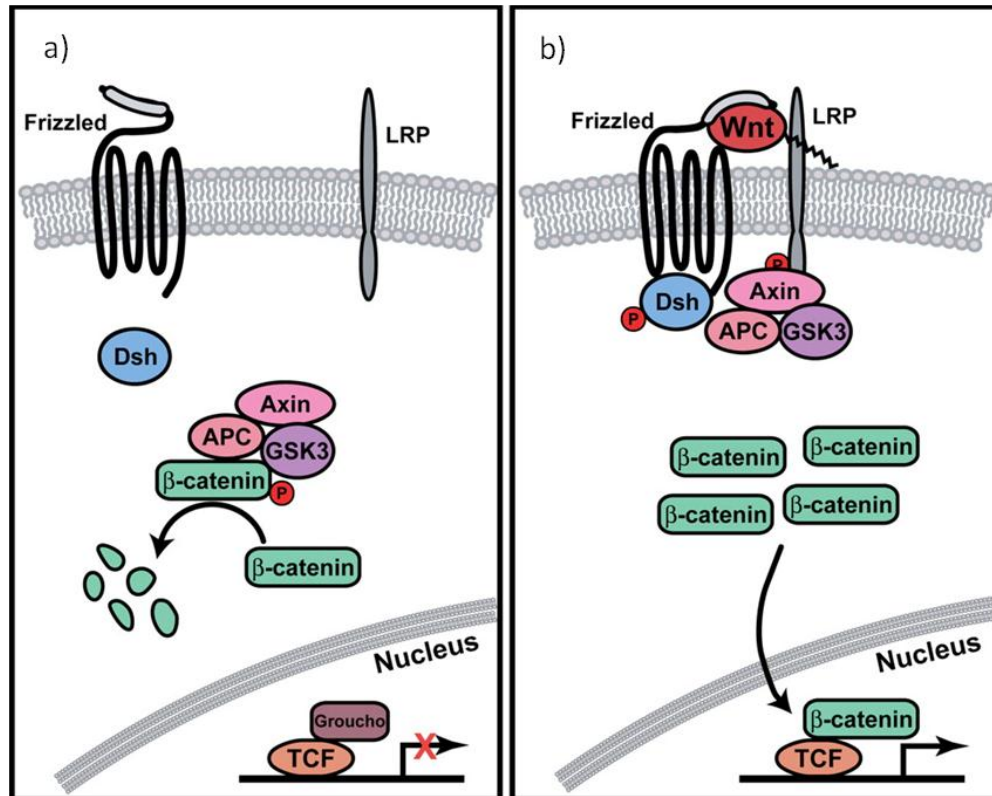 a)
Frizzled
LRP
Dsh
Axin
APC
GSK3
β-catenin
P
β-catenin
Nucleus
Groucho
TCF
X
b)
Frizzled
Wnt
LRP
P
Dsh
P
Axin
APC
GSK3
β-catenin
β-catenin
β-catenin
β-catenin
Nucleus
β-catenin
TCF